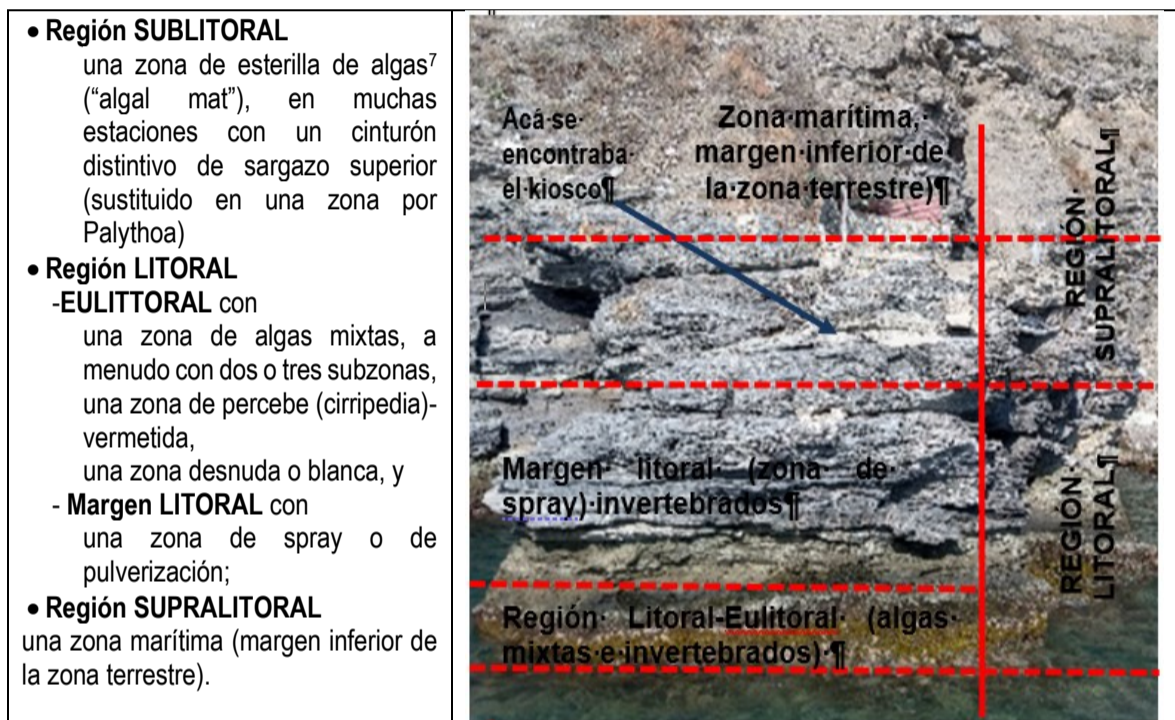 • Región SUBLITORAL
una zona de esterilla de algas⁷
("algal mat"), en muchas
estaciones con un cinturón
distintivo de sargazo superior
(sustituido en una zona por
Palythoa)
• Región LITORAL
-EULITTORAL con
una zona de algas mixtas, a
menudo con dos o tres subzonas,
una zona de percebe (cirripedia)-
vermetida,
una zona desnuda o blanca, y
- Margen LITORAL con
una zona de spray o de
pulverización;
• Región SUPRALITORAL
una zona marítima (margen inferior de
la zona terrestre).
Acá·se·
encontraba·
el·kiosco¶
Zona·marítima,·
margen·inferior·de·
la·zona·terrestre)¶
REGIÓN·
SUPRALITORAL¶
Margen· litoral· (zona· de·
spray)·invertebrados¶
REGION·
LITORAL¶
Región· Litoral-Eulitoral· (algas·
mixtas·e·invertebrados)·¶